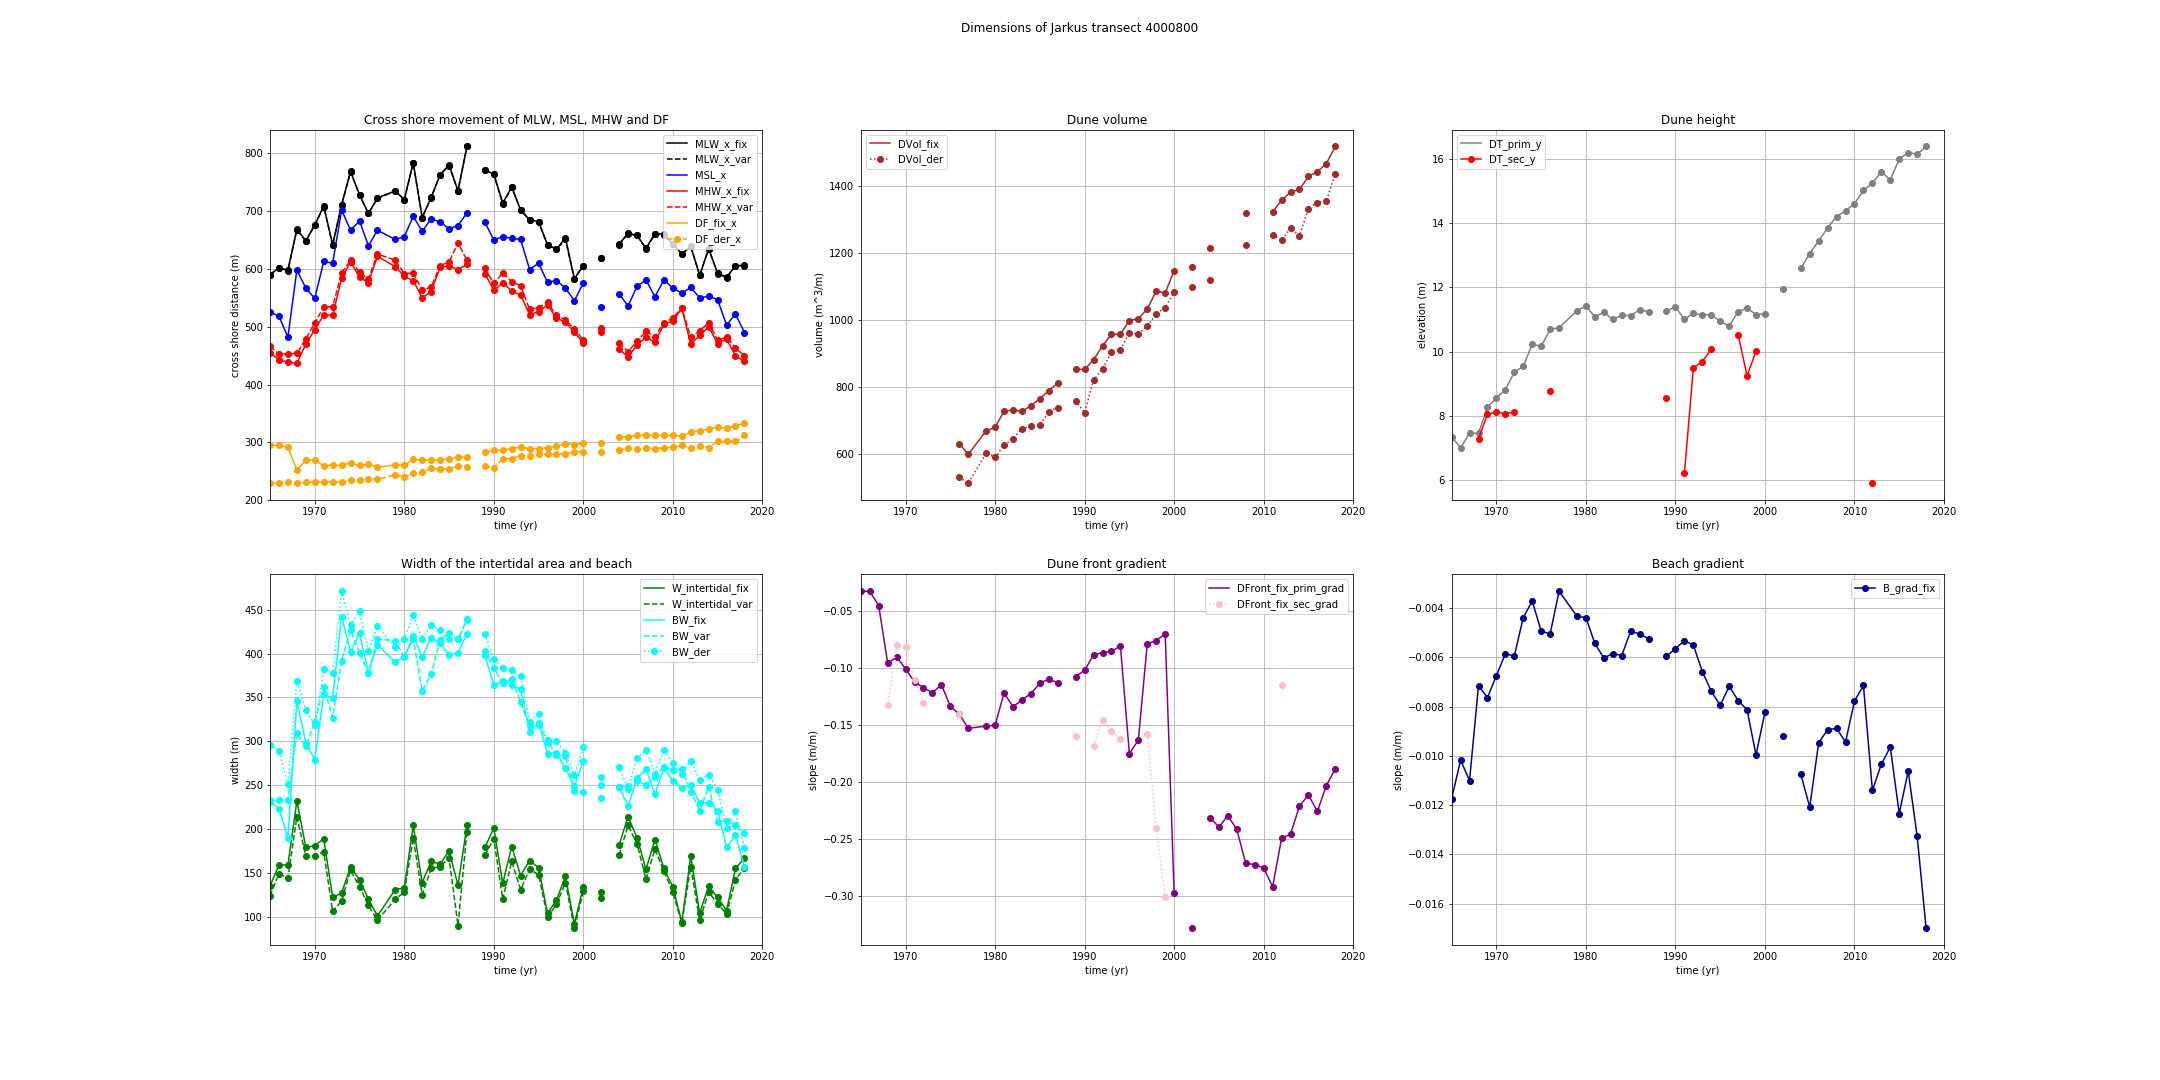 Dimensions of Jarkus transect 4000800
Cross shore movement of MLW, MSL, MHW and DF
cross shore distance (m)
800
700
600
500
400
300
200
MLW_x_fix
MLW_x_var
MSL_x
MHW_x_fix
MHW_x_var
DF_fix_x
DF_der_x
1970 1980 1990 2000 2010 2020
time (yr)
Dune volume
volume (m^3/m)
1400
1200
1000
800
600
DVol_fix
DVol_der
1970 1980 1990 2000 2010 2020
time (yr)
Dune height
elevation (m)
16
14
12
10
8
6
DT_prim_y
DT_sec_y
1970 1980 1990 2000 2010 2020
time (yr)
Width of the intertidal area and beach
width (m)
450
400
350
300
250
200
150
100
W_intertidal_fix
W_intertidal_var
BW_fix
BW_var
BW_der
1970 1980 1990 2000 2010 2020
time (yr)
Dune front gradient
slope (m/m)
−0.05
−0.10
−0.15
−0.20
−0.25
−0.30
DFront_fix_prim_grad
DFront_fix_sec_grad
1970 1980 1990 2000 2010 2020
time (yr)
Beach gradient
slope (m/m)
−0.004
−0.006
−0.008
−0.010
−0.012
−0.014
−0.016
B_grad_fix
1970 1980 1990 2000 2010 2020
time (yr)